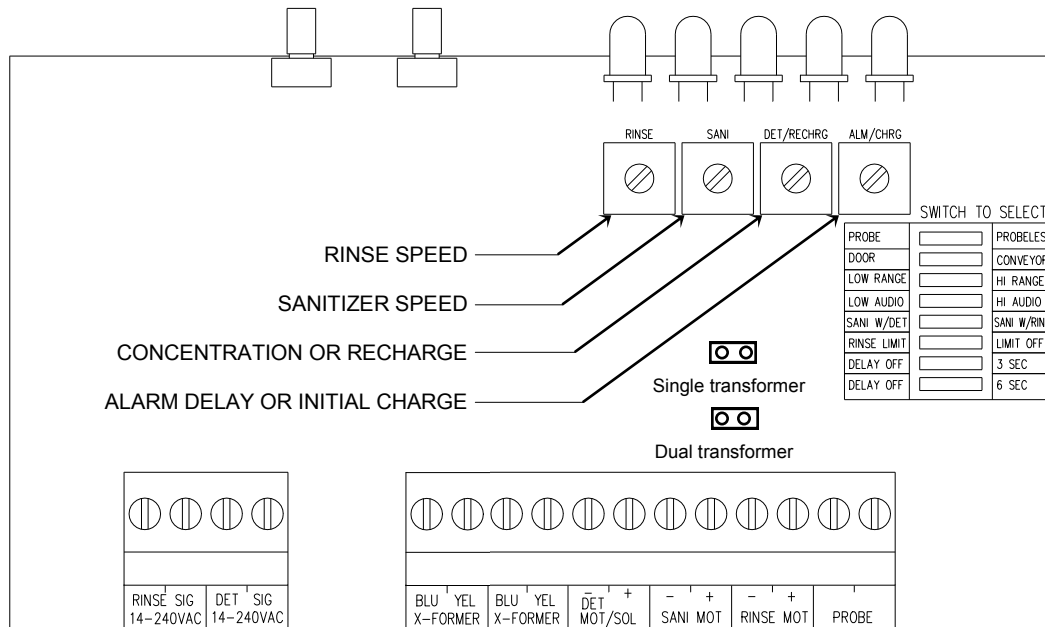 RINSE SANI DET/RECHRG ALM/CHRG
SWITCH TO SELECT
PROBE PROBELES
DOOR CONVEYOR
LOW RANGE HI RANGE
LOW AUDIO HI AUDIO
SANI W/DET SANI W/RIN
RINSE LIMIT LIMIT OFF
DELAY OFF 3 SEC
DELAY OFF 6 SEC
RINSE SPEED
SANITIZER SPEED
CONCENTRATION OR RECHARGE
ALARM DELAY OR INITIAL CHARGE
Single transformer
Dual transformer
RINSE SIG DET SIG
14-240VAC 14-240VAC
BLU YEL BLU YEL DET - + - + - +
X-FORMER X-FORMER MOT/SOL SANI MOT RINSE MOT PROBE